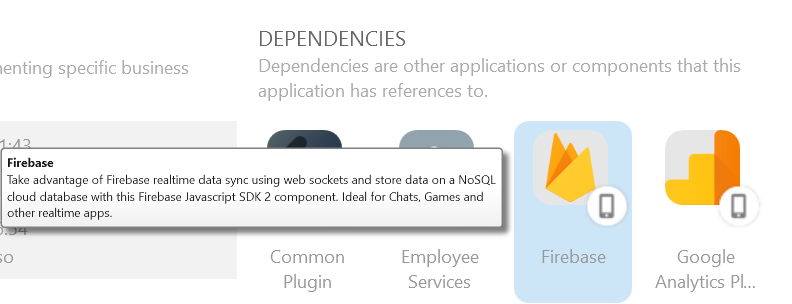 DEPENDENCIES
Dependencies are other applications or components that this
application has references to.
menting specific business
1:43
Firebase
Take advantage of Firebase realtime data sync using web sockets and store data on a NoSQL
cloud database with this Firebase Javascript SDK 2 component. Ideal for Chats, Games and
other realtime apps.
so
Common
Plugin
Employee
Services
Firebase
Google
Analytics Pl...